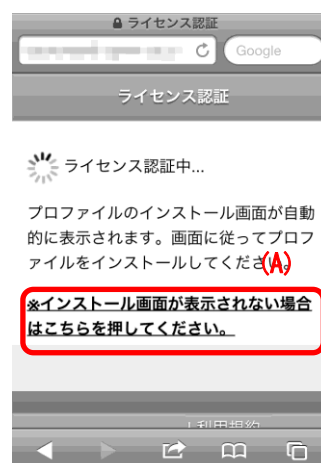 ライセンス認証
Google
ライセンス認証
ライセンス認証中...
プロファイルのインストール画面が自動
的に表示されます。画面に従ってプロフ
ァイルをインストールしてください。
(A)
※インストール画面が表示されない場合
はこちらを押してください。
利用規約